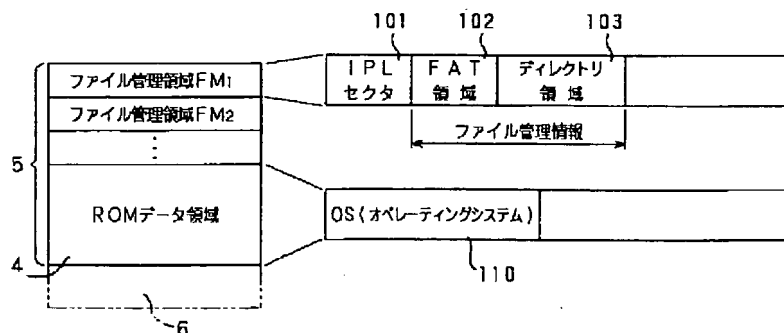 101
102
103
ファイル管理領域FM1
ファイル管理領域FM2
⋮
5
ROMデータ領域
4
6
IPL
セクタ
FAT
領域
ディレクトリ
領域
ファイル管理情報
OS(オペレーティングシステム)
110